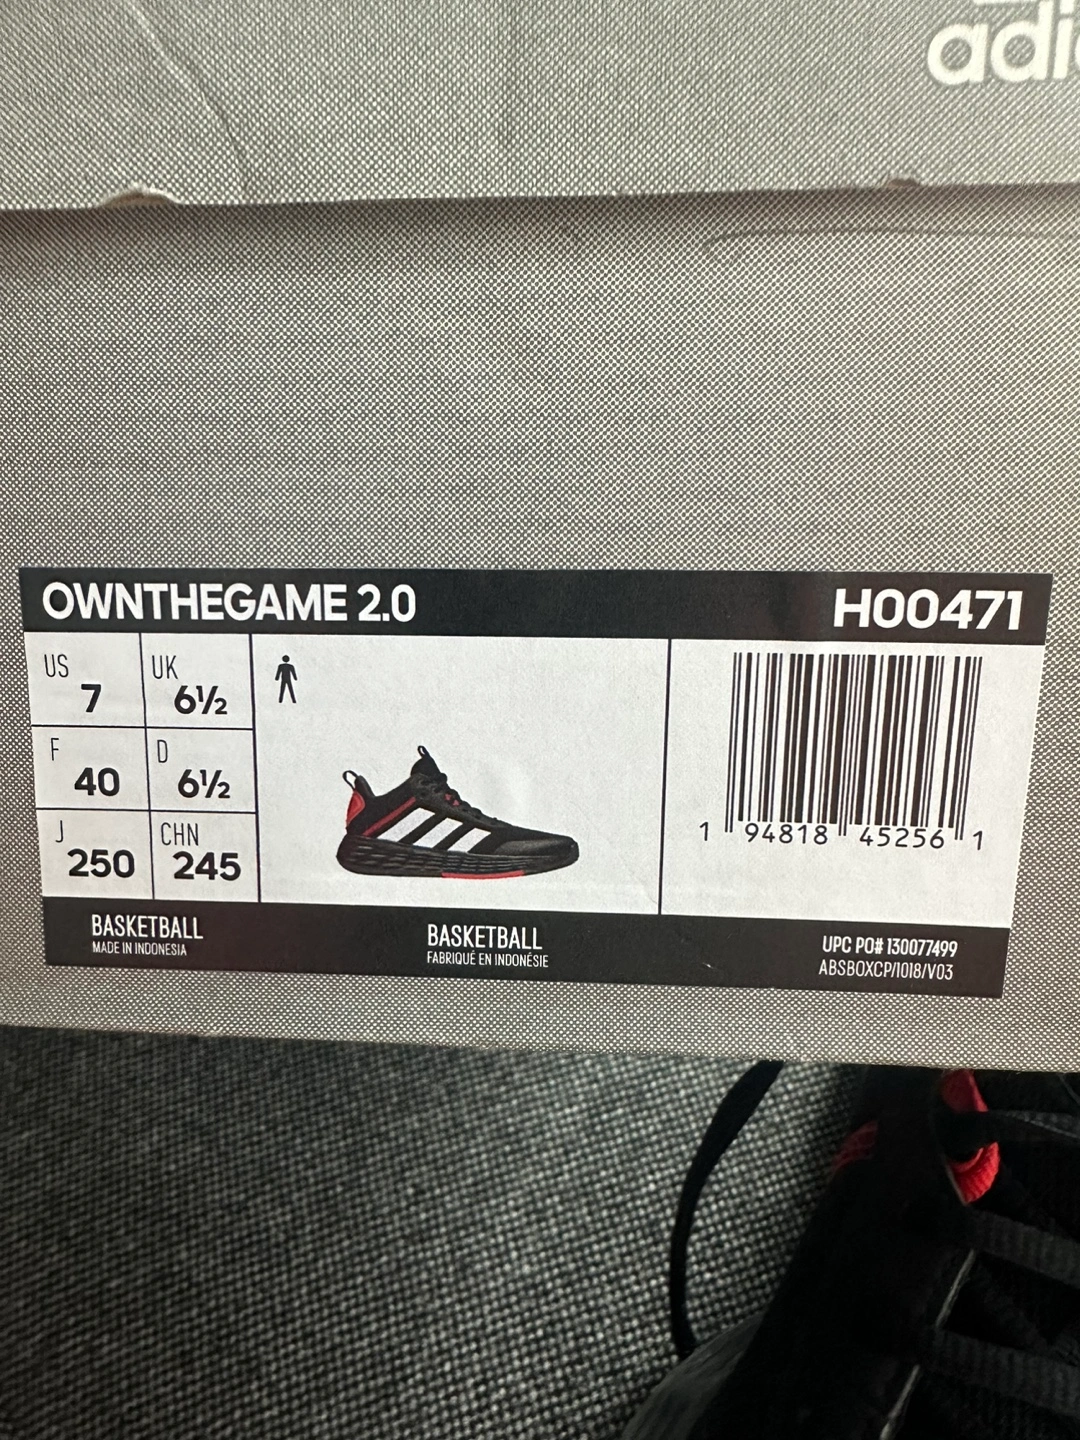 adi
OWNTHEGAME 2.0 H00471
US 7 UK 6½
F 40 D 6½
J 250 CHN 245
1 94818 45256 1
BASKETBALL
MADE IN INDONESIA
BASKETBALL
FABRIQUÉ EN INDONÉSIE
UPC PO# 130077499
ABSBOXCP/1018/V03